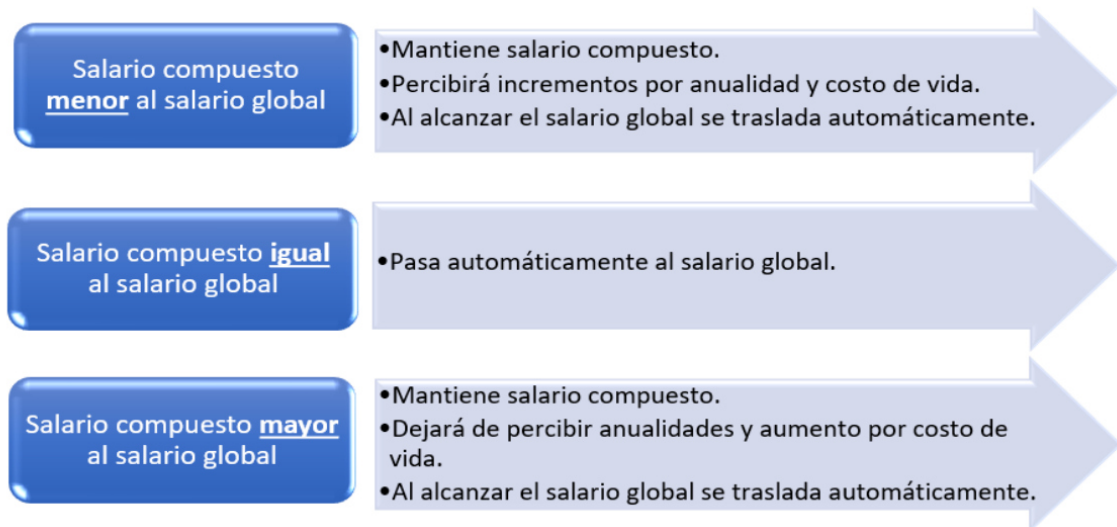 Salario compuesto
menor al salario global
•Mantiene salario compuesto.
•Percibirá incrementos por anualidad y costo de vida.
•Al alcanzar el salario global se traslada automáticamente.
Salario compuesto igual
al salario global
•Pasa automáticamente al salario global.
Salario compuesto mayor
al salario global
•Mantiene salario compuesto.
•Dejará de percibir anualidades y aumento por costo de
vida.
•Al alcanzar el salario global se traslada automáticamente.